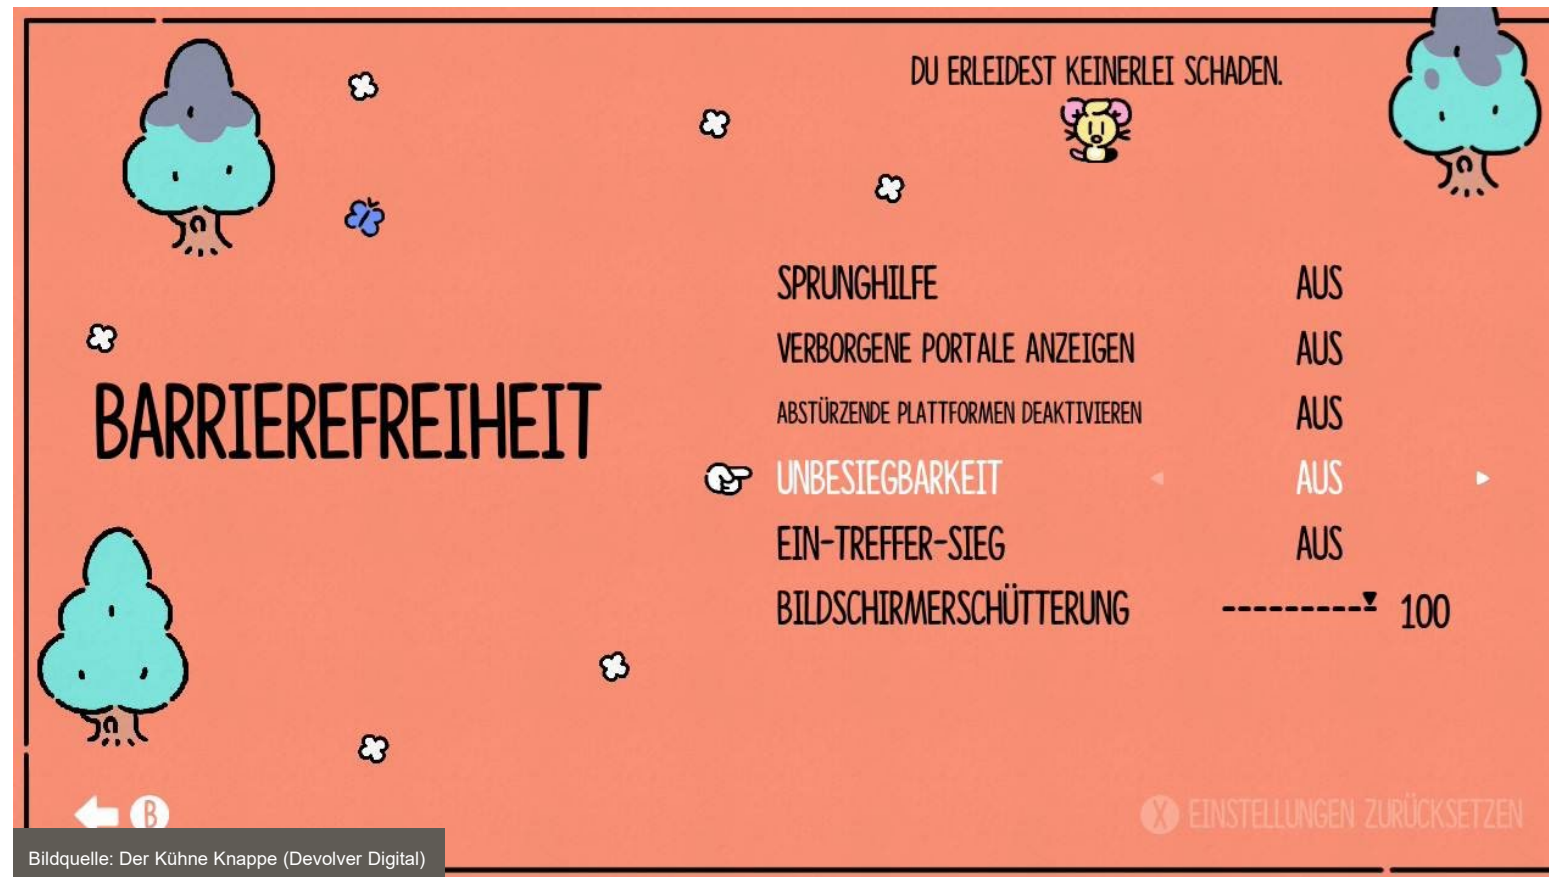 DU ERLEIDEST KEINERLEI SCHADEN.
SPRUNGHILFE AUS
VERBORGENE PORTALE ANZEIGEN AUS
ABSTÜRZENDE PLATTFORMEN DEAKTIVIEREN AUS
BARRIEREFREIHEIT
UNBESIEGBARKEIT AUS
EIN-TREFFER-SIEG AUS
BILDSCHIRMERSCHÜTTERUNG 100
B
X EINSTELLUNGEN ZURÜCKSETZEN
Bildquelle: Der Kühne Knappe (Devolver Digital)